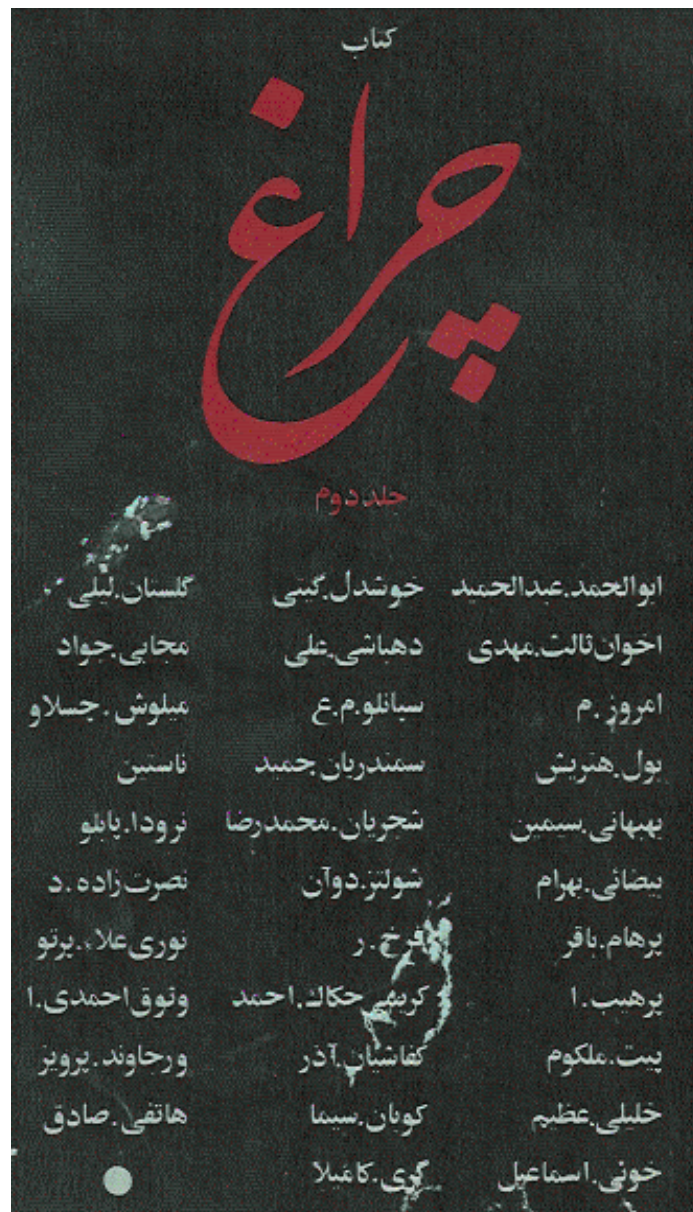 کتاب
چراغ
جلد دوم
ابوالحمد.عبدالحمید
اخوان ثالث.مهدی
امروز.م
بول.هنریش
بهبهانی.سیمین
بیضائی.بهرام
پرهام.باقر
پرهیب.ا
پیت.ملکوم
خلیلی.عظیم
خوئی.اسماعیل
خوشدل.گیتی
دهباشی.علی
سپانلو.م.ع
سمندریان.حمید
شجریان.محمدرضا
شولتز.دوآن
فرخ.ر
کریمی حکاک.احمد
کفاشیان.آذر
کوبان.سیما
گری.کامیلا
گلستان.لیلی
مجابی.جواد
میلوش.جسلاو
ناستین
نرودا.پابلو
نصرت زاده.د
نوری علاء.پرتو
وثوق احمدی.ا
ورجاوند.پرویز
هاتفی.صادق